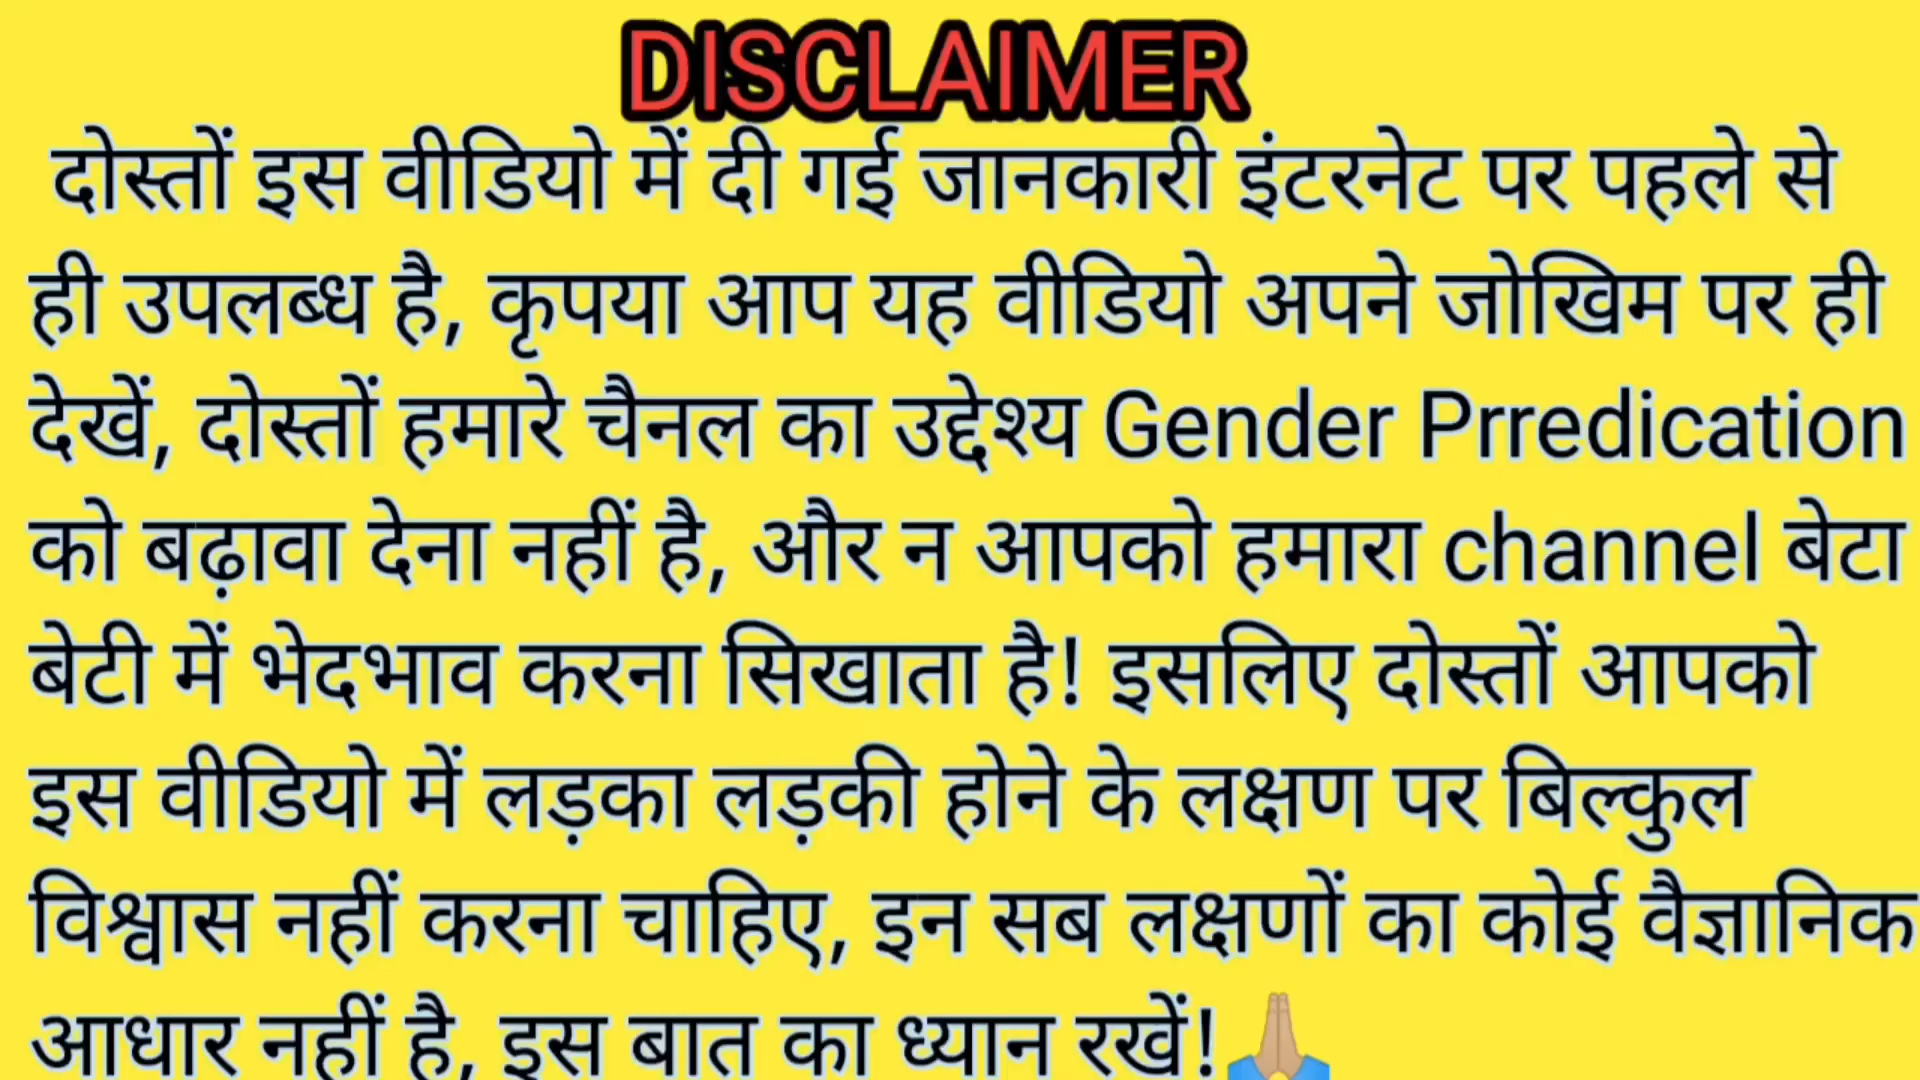 DISCLAIMER
दोस्तों इस वीडियो में दी गई जानकारी इंटरनेट पर पहले से
ही उपलब्ध है, कृपया आप यह वीडियो अपने जोखिम पर ही
देखें, दोस्तों हमारे चैनल का उद्देश्य Gender Prredication
को बढ़ावा देना नहीं है, और न आपको हमारा channel बेटा
बेटी में भेदभाव करना सिखाता है! इसलिए दोस्तों आपको
इस वीडियो में लड़का लड़की होने के लक्षण पर बिल्कुल
विश्वास नहीं करना चाहिए, इन सब लक्षणों का कोई वैज्ञानिक
आधार नहीं है, इस बात का ध्यान रखें!🙏